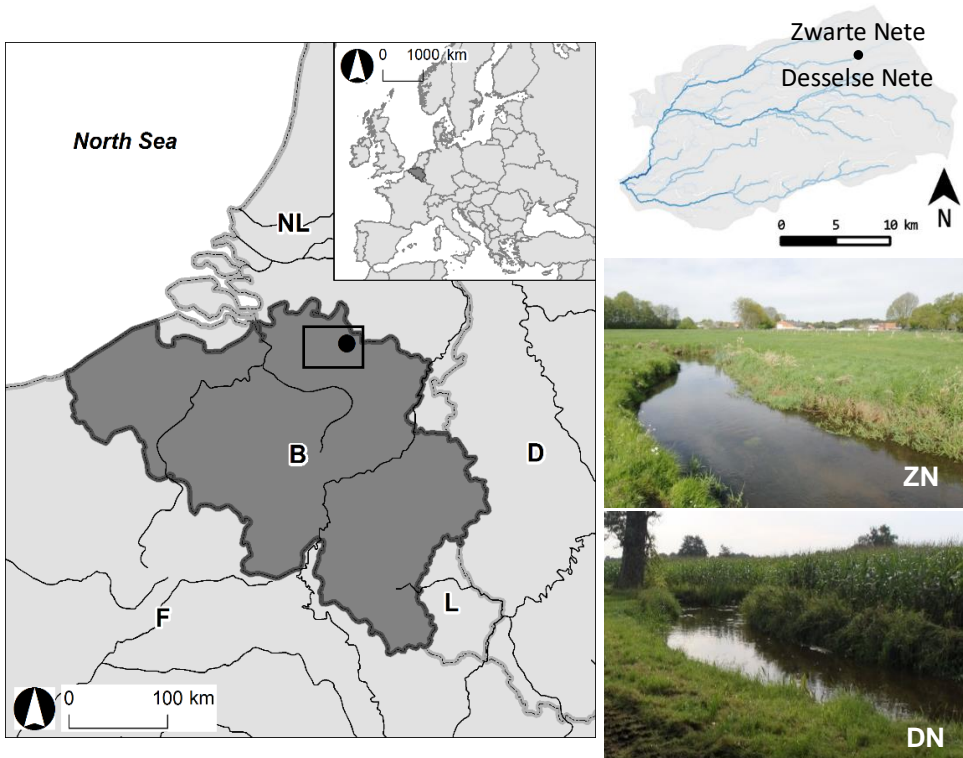 0 1000 km
North Sea
NL
B
D
F
L
0 100 km
Zwarte Nete
Desselse Nete
N
0 5 10 km
ZN
DN